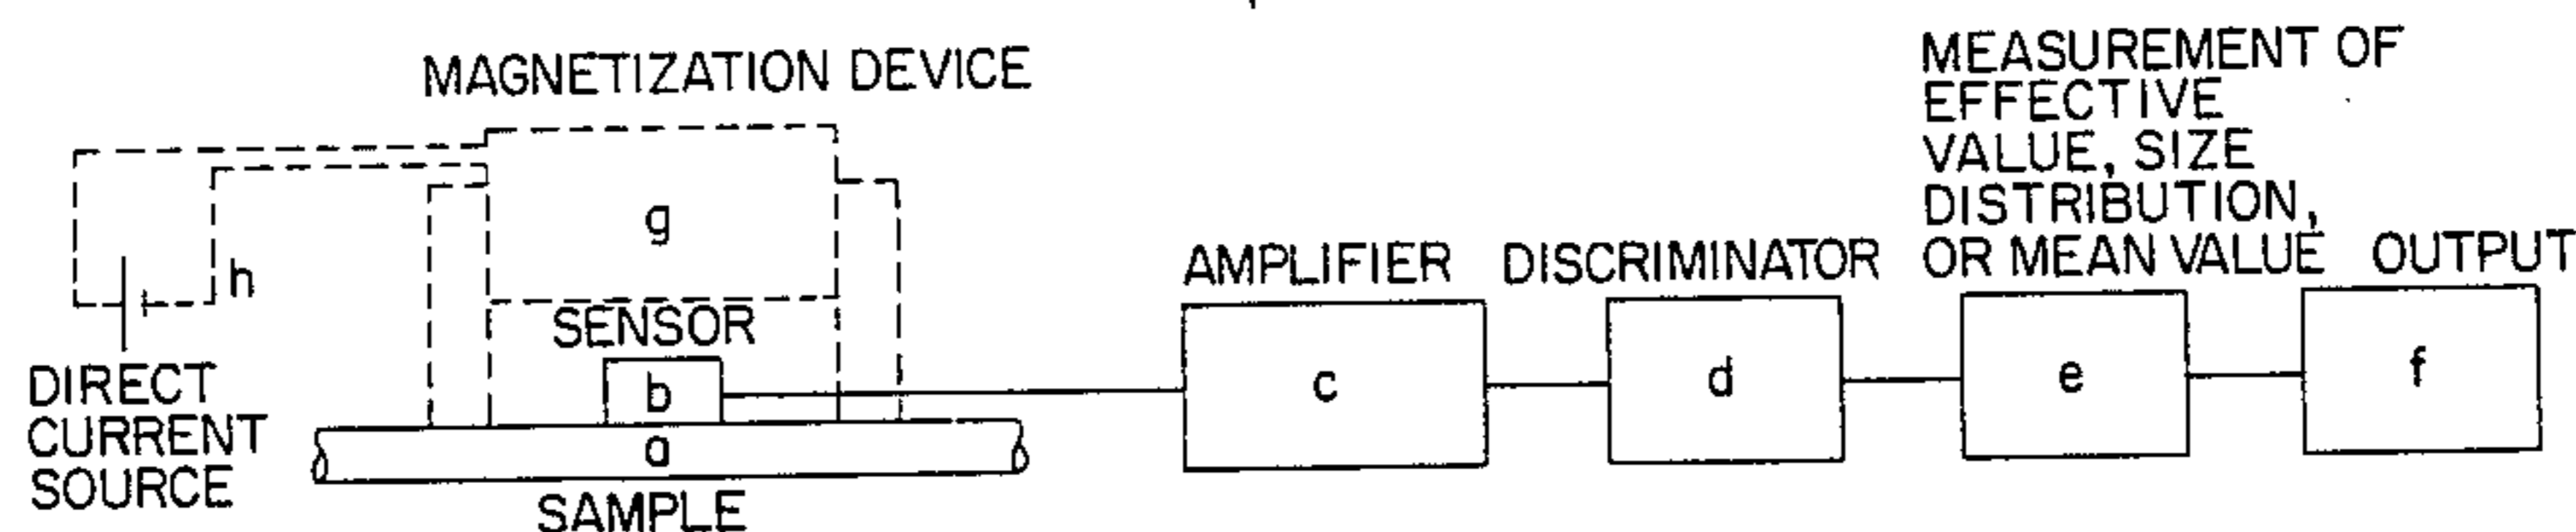 MAGNETIZATION DEVICE
g
h
DIRECT
CURRENT
SOURCE
SENSOR
b
a
SAMPLE
AMPLIFIER
c
DISCRIMINATOR
d
MEASUREMENT OF
EFFECTIVE
VALUE, SIZE
DISTRIBUTION,
OR MEAN VALUE
e
OUTPUT
f